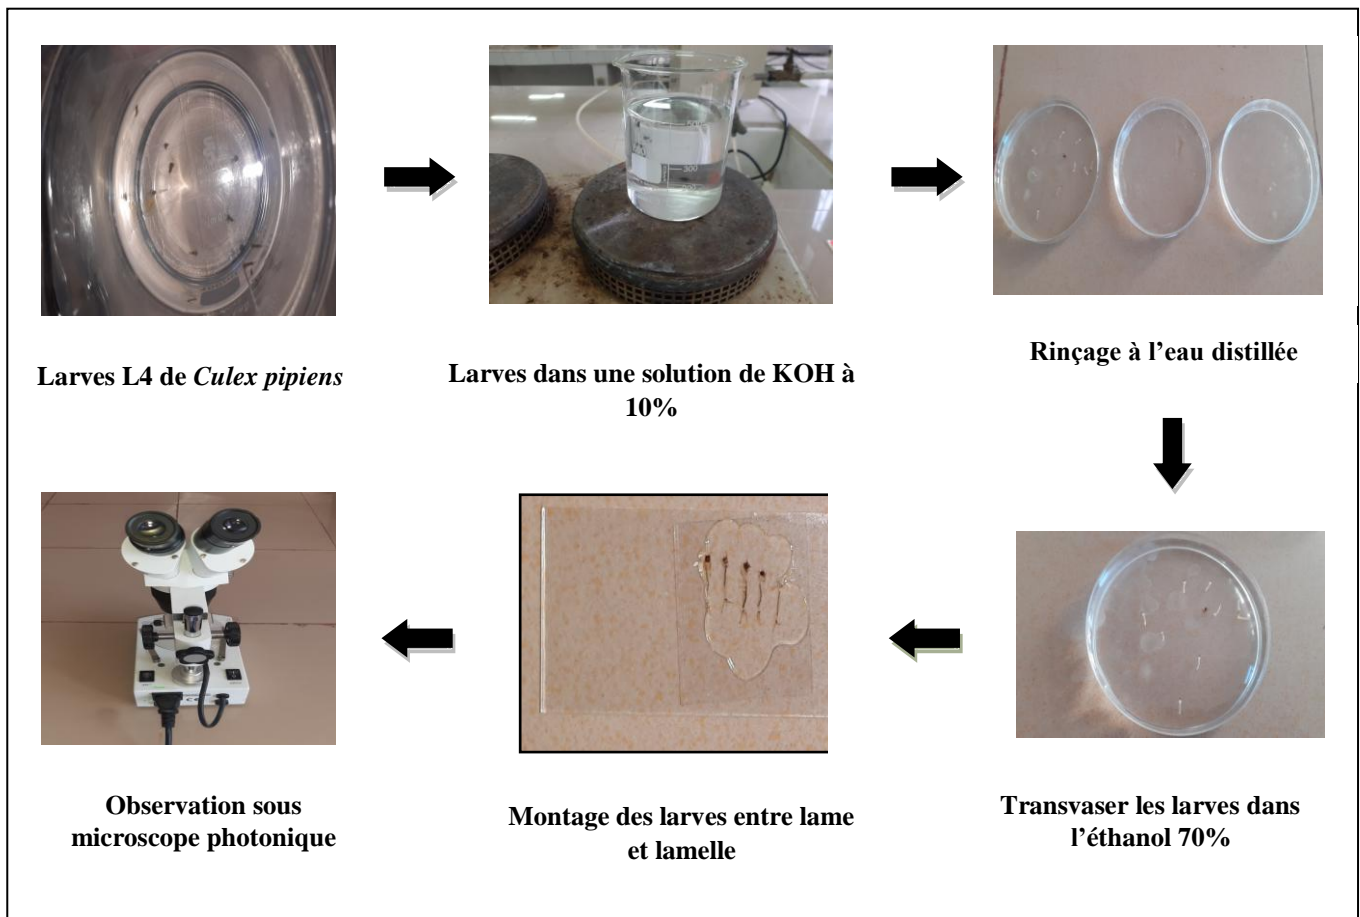 Larves L4 de Culex pipiens
Larves dans une solution de KOH à
10%
Rinçage à l’eau distillée
Transvaser les larves dans
l’éthanol 70%
Montage des larves entre lame
et lamelle
Observation sous
microscope photonique